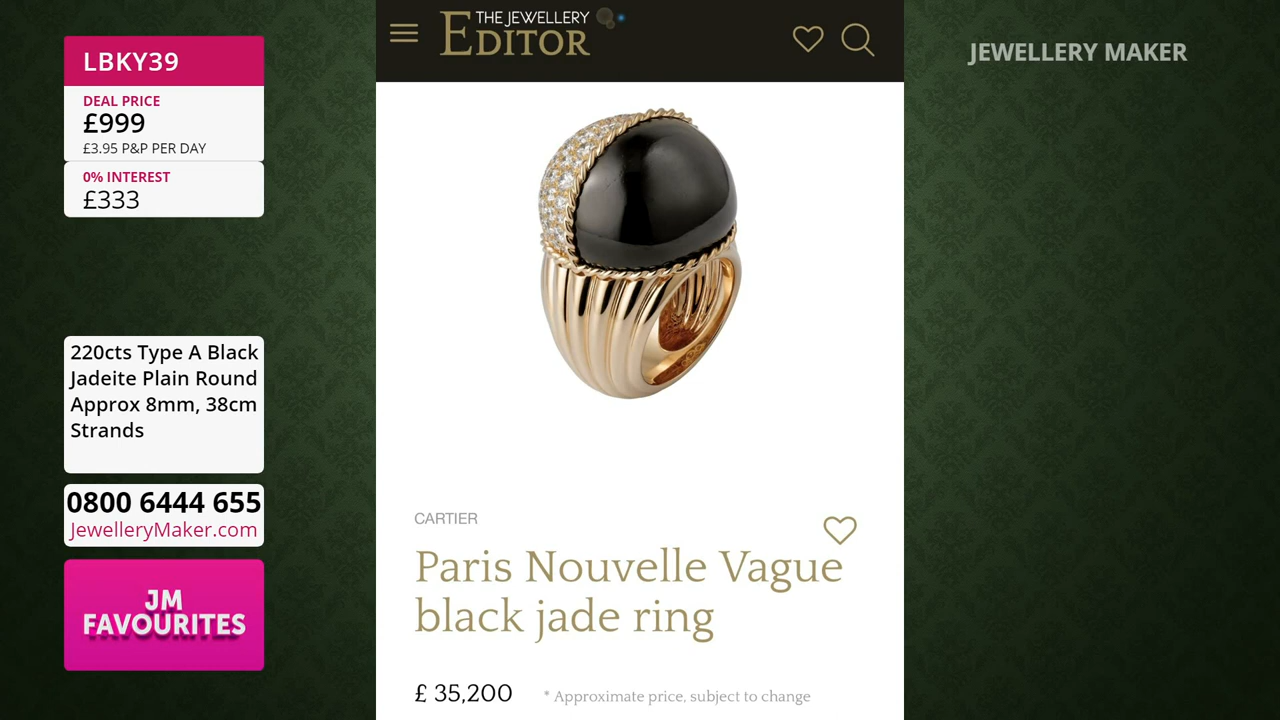 LBKY39
DEAL PRICE
£999
£3.95 P&P PER DAY
0% INTEREST
£333
220cts Type A Black
Jadeite Plain Round
Approx 8mm, 38cm
Strands
0800 6444 655
JewelleryMaker.com
JM
FAVOURITES
THE JEWELLERY
EDITOR
CARTIER
Paris Nouvelle Vague
black jade ring
£ 35,200
* Approximate price, subject to change
JEWELLERY MAKER